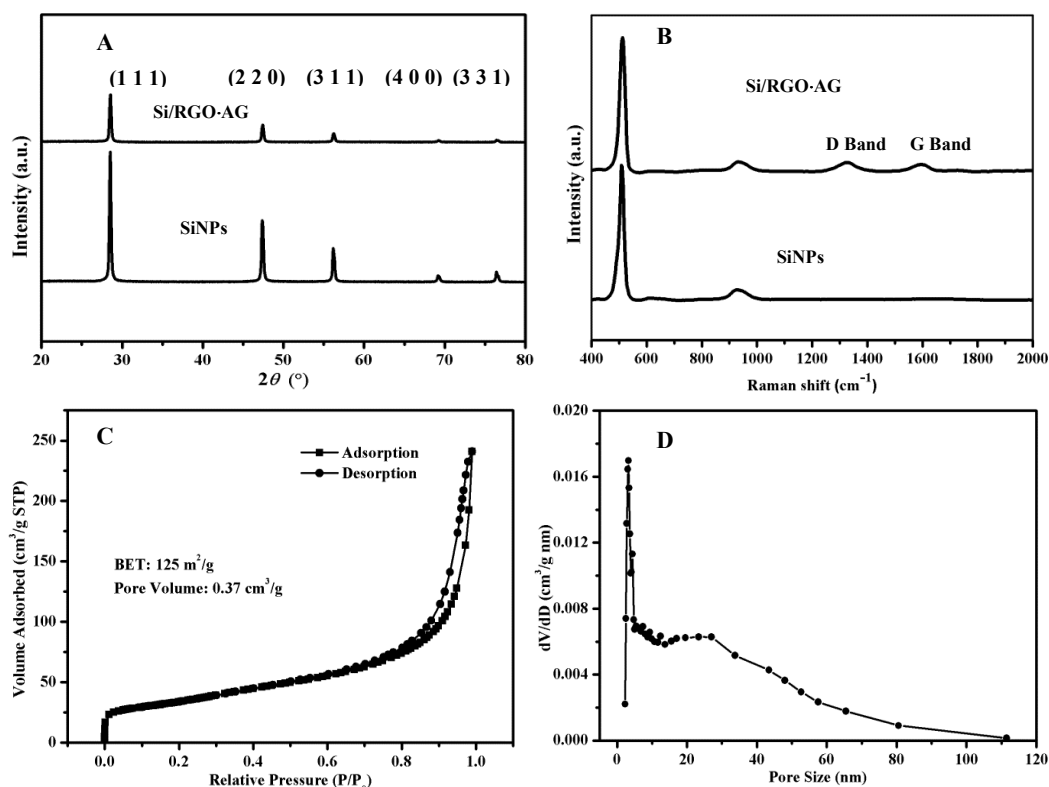 A
(1 1 1) (2 2 0) (3 1 1) (4 0 0) (3 3 1)
Si/RGO·AG
SiNPs
Intensity (a.u.)
20 30 40 50 60 70 80
2θ (°)
B
Si/RGO·AG
D Band G Band
SiNPs
Intensity (a.u.)
400 600 800 1000 1200 1400 1600 1800 2000
Raman shift (cm⁻¹)
C
Adsorption
Desorption
BET: 125 m²/g
Pore Volume: 0.37 cm³/g
Volume Adsorbed (cm³/g STP)
250
200
150
100
50
0
0.0 0.2 0.4 0.6 0.8 1.0
Relative Pressure (P/P₀)
D
dV/dD (cm³/g nm)
0.020
0.016
0.012
0.008
0.004
0.000
0 20 40 60 80 100 120
Pore Size (nm)